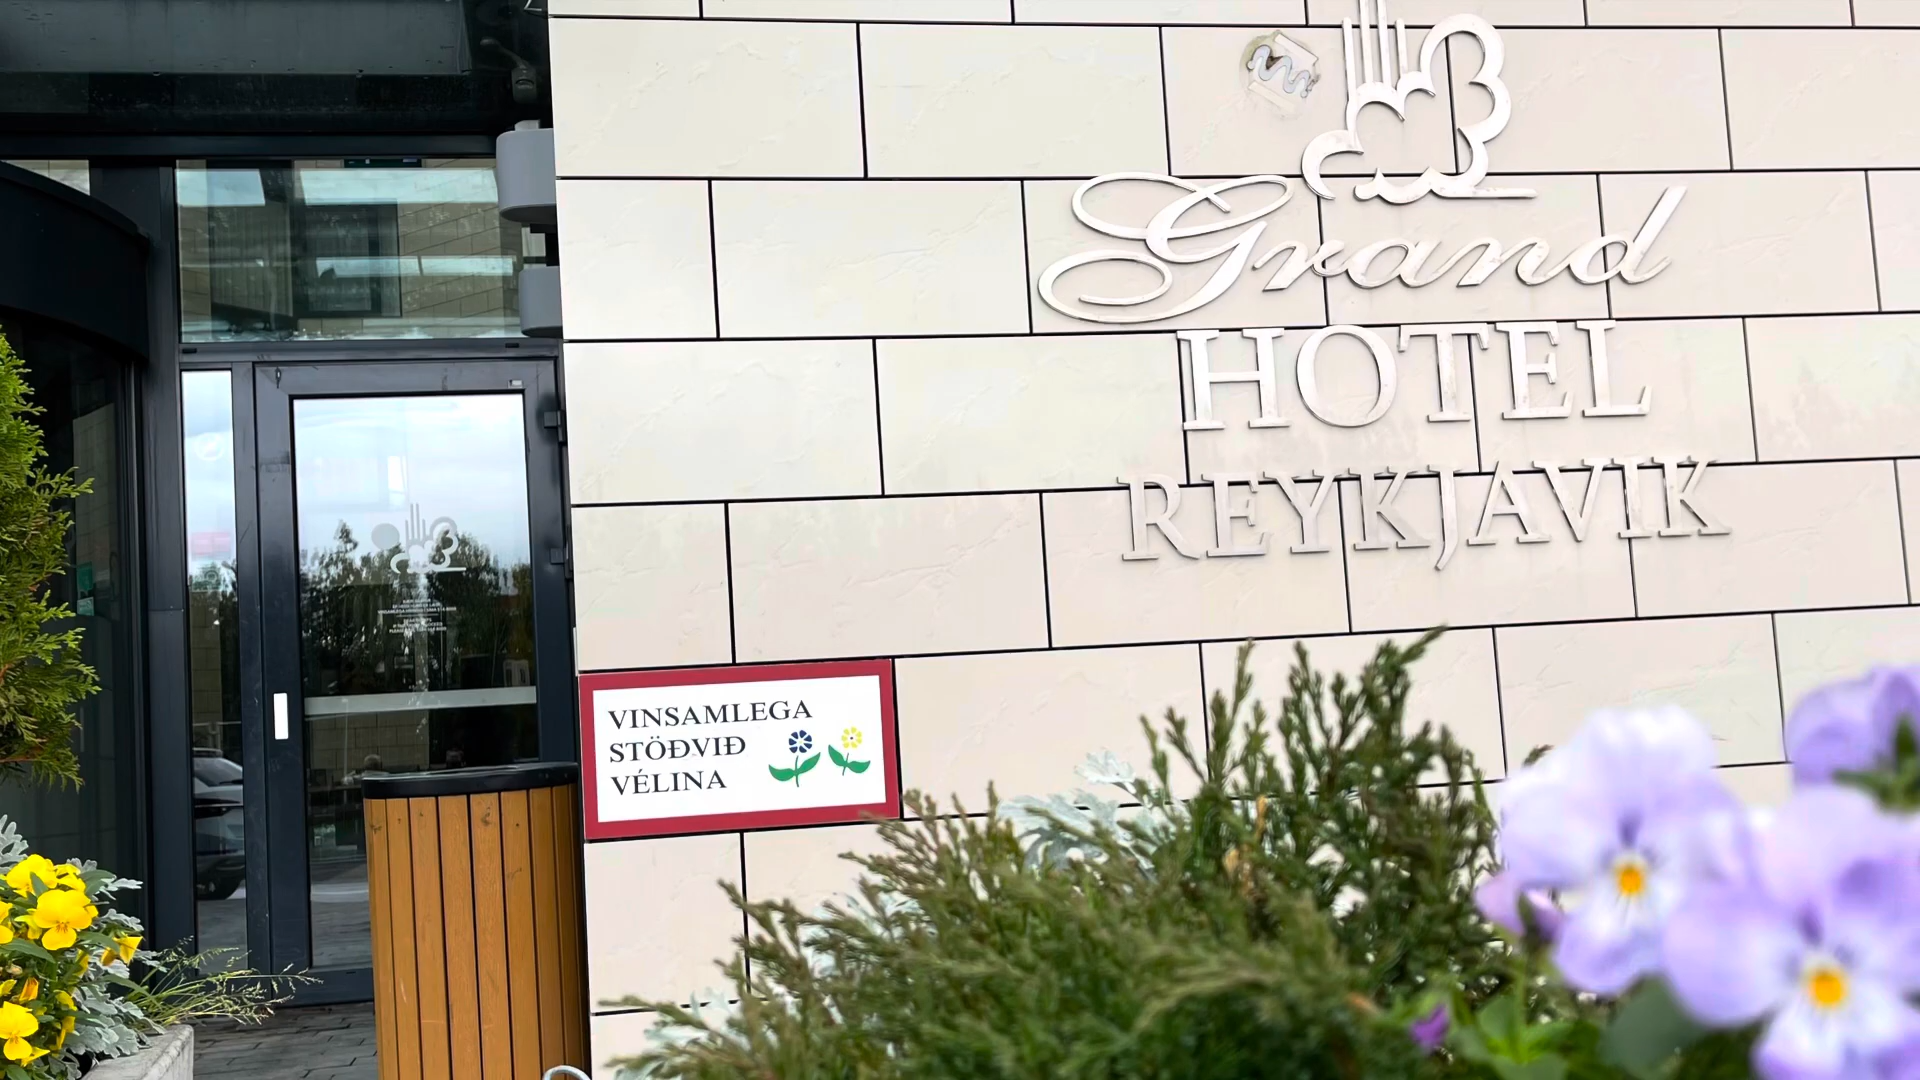 Grand
HOTEL
REYKJAVIK
VINSAMLEGA
STÖÐVIÐ
VÉLINA